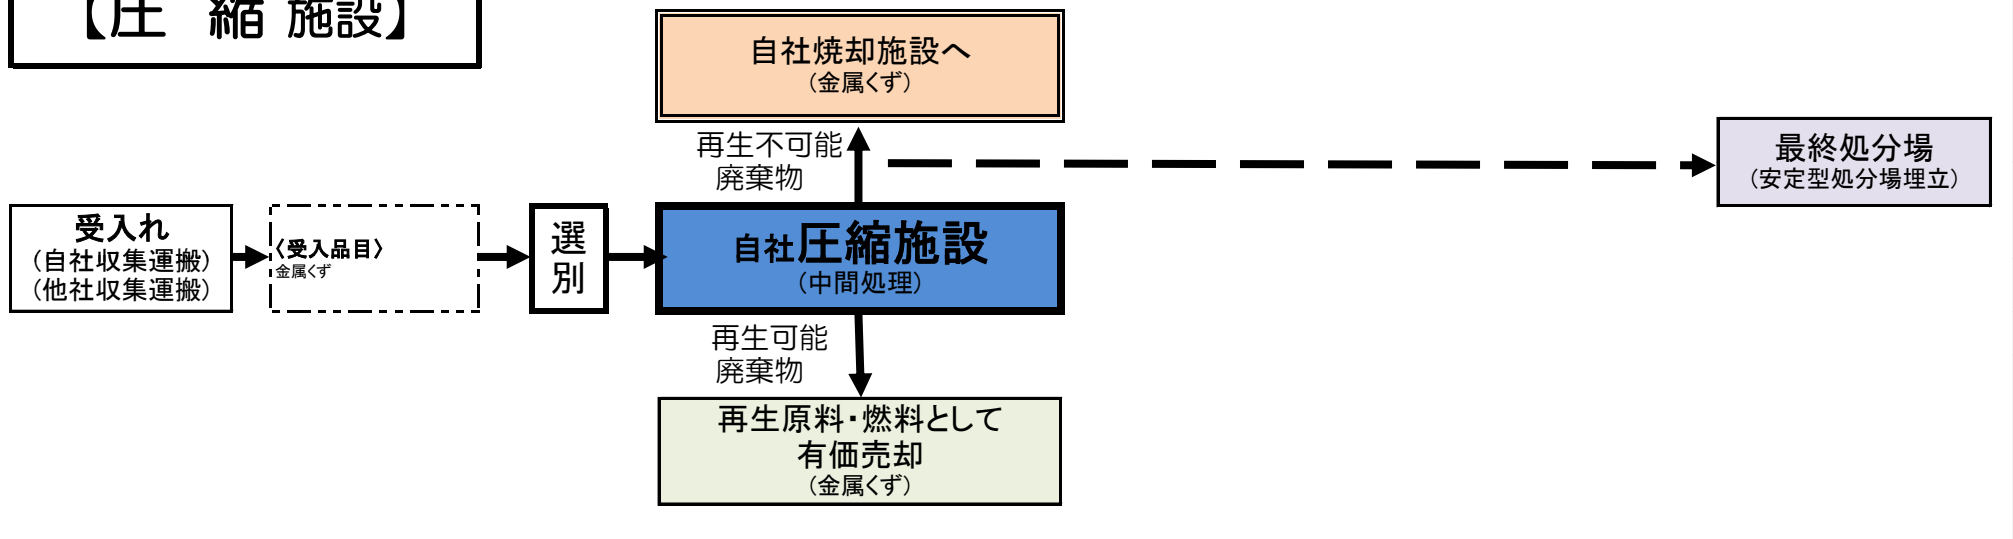 【圧 縮 施設】
自社焼却施設へ
（金属くず）
再生不可能
廃棄物
最終処分場
（安定型処分場埋立）
受入れ
（自社収集運搬）
（他社収集運搬）
〈受入品目〉
金属くず
選
別
自社圧縮施設
（中間処理）
再生可能
廃棄物
再生原料・燃料として
有価売却
（金属くず）